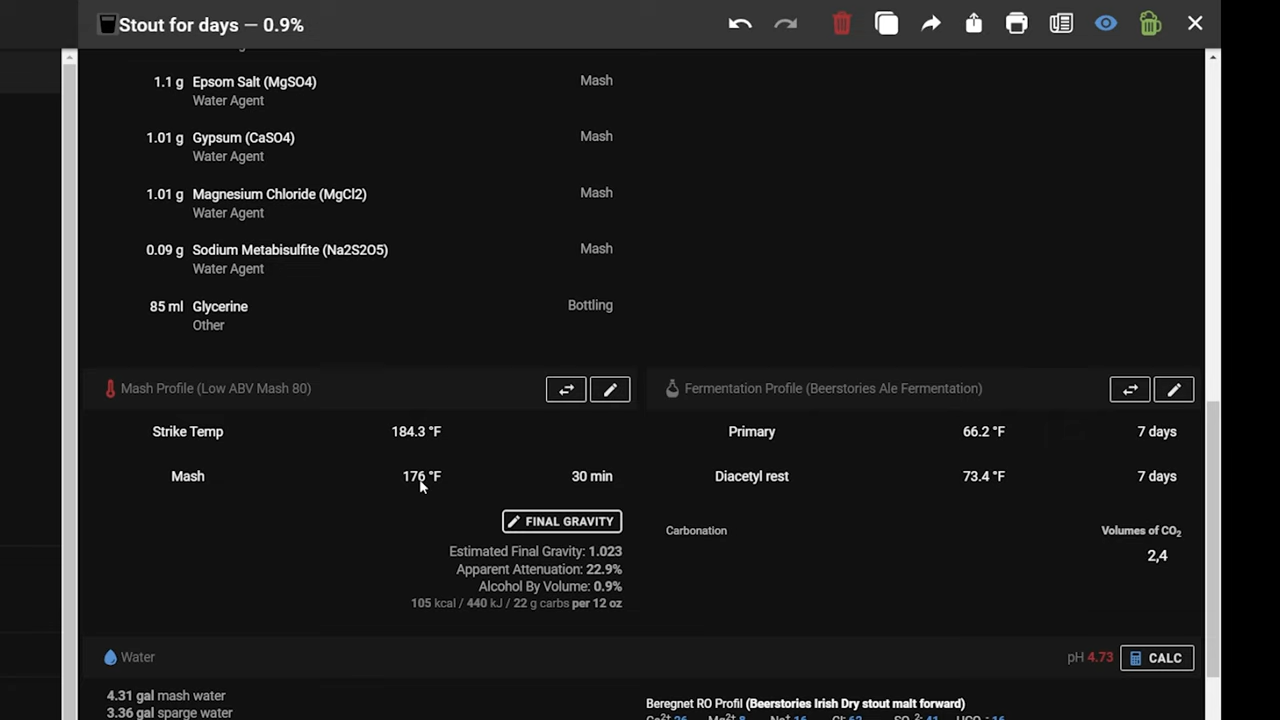 Stout for days — 0.9%
1.1 g Epsom Salt (MgSO4) Mash
Water Agent
1.01 g Gypsum (CaSO4) Mash
Water Agent
1.01 g Magnesium Chloride (MgCl2) Mash
Water Agent
0.09 g Sodium Metabisulfite (Na2S2O5) Mash
Water Agent
85 ml Glycerine Bottling
Other
Mash Profile (Low ABV Mash 80)
Strike Temp 184.3 °F
Mash 176 °F 30 min
FINAL GRAVITY
Estimated Final Gravity: 1.023
Apparent Attenuation: 22.9%
Alcohol By Volume: 0.9%
105 kcal / 440 kJ / 22 g carbs per 12 oz
Fermentation Profile (Beerstories Ale Fermentation)
Primary 66.2 °F 7 days
Diacetyl rest 73.4 °F 7 days
Carbonation Volumes of CO₂
2,4
Water pH 4.73 CALC
4.31 gal mash water
3.36 gal sparge water
Beregnet RO Profil (Beerstories Irish Dry stout malt forward)